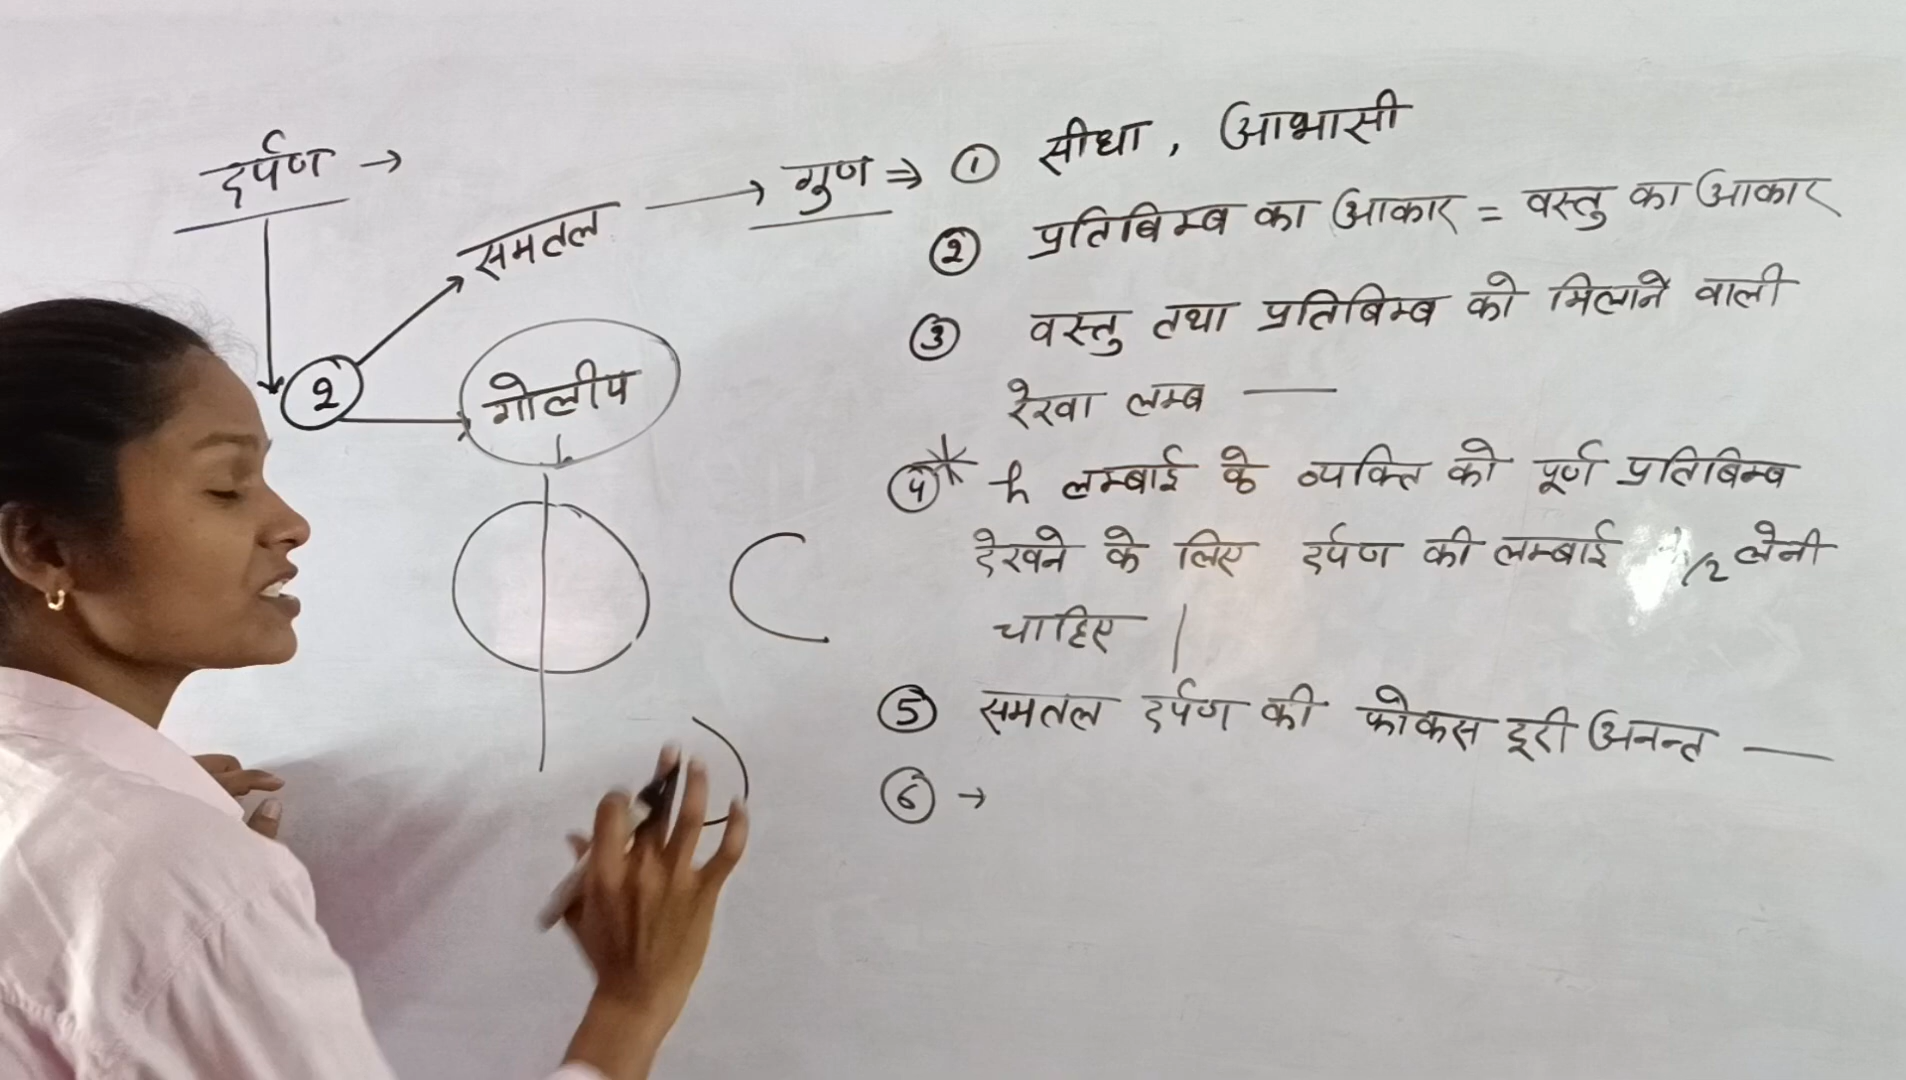 दर्पण →
समतल → गुण ⇒ ① सीधा, आभासी
② प्रतिबिम्ब का आकार = वस्तु का आकार
③ वस्तु तथा प्रतिबिम्ब को मिलाने वाली
रेखा लम्ब —
२
गोलीय
④* h लम्बाई के व्यक्ति को पूर्ण प्रतिबिम्ब
देखने के लिए दर्पण की लम्बाई /2 लेनी
चाहिए |
⑤ समतल दर्पण की फोकस दूरी अनन्त —
⑥ →